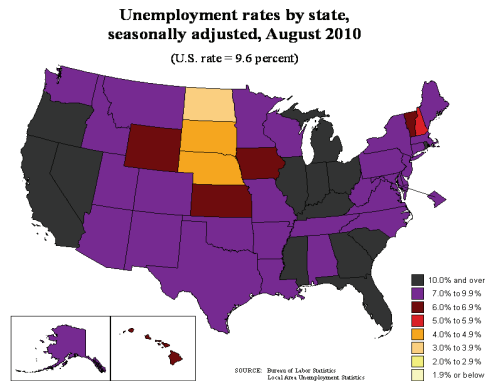 Unemployment rates by state,
seasonally adjusted, August 2010
(U.S. rate = 9.6 percent)
10.0% and over
7.0% to 9.9%
6.0% to 6.9%
5.0% to 5.9%
4.0% to 4.9%
3.0% to 3.9%
2.0% to 2.9%
1.9% or below
SOURCE: Bureau of Labor Statistics
Local Area Unemployment Statistics